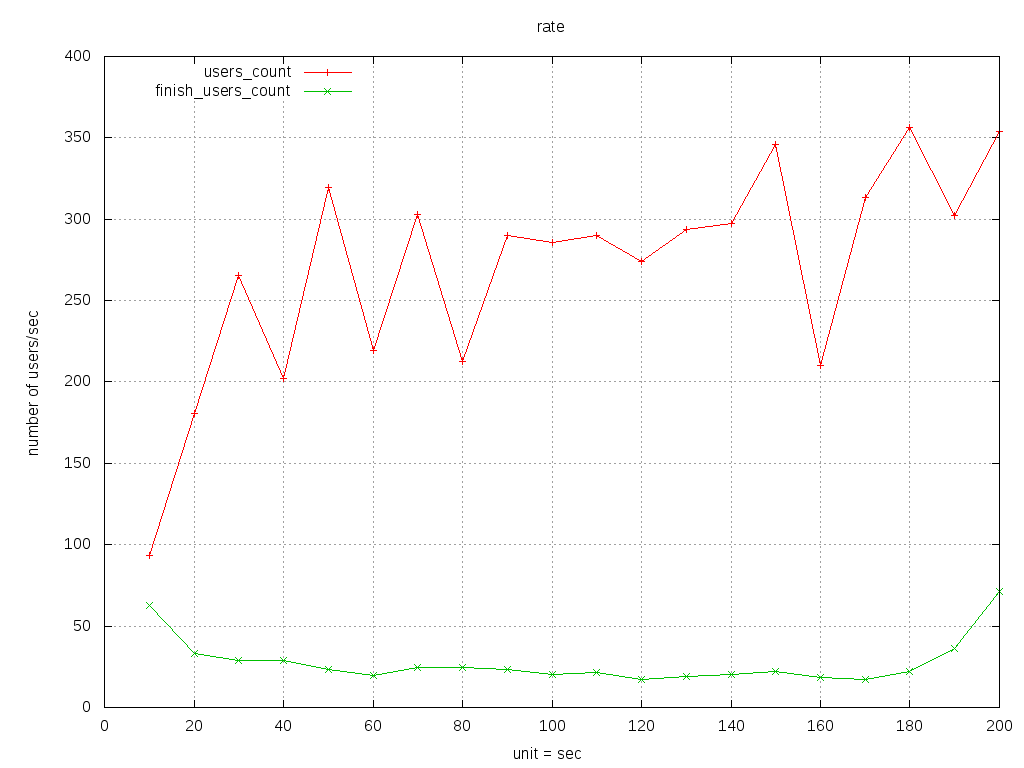 rate
users_count
finish_users_count
400
350
300
250
200
150
100
50
0
number of users/sec
0 20 40 60 80 100 120 140 160 180 200
unit = sec